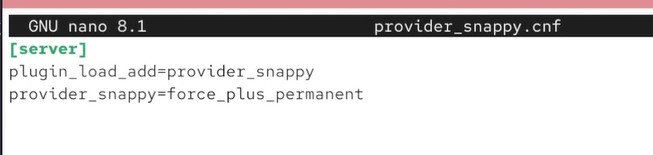 GNU nano 8.1 provider_snappy.cnf
[server]
plugin_load_add=provider_snappy
provider_snappy=force_plus_permanent